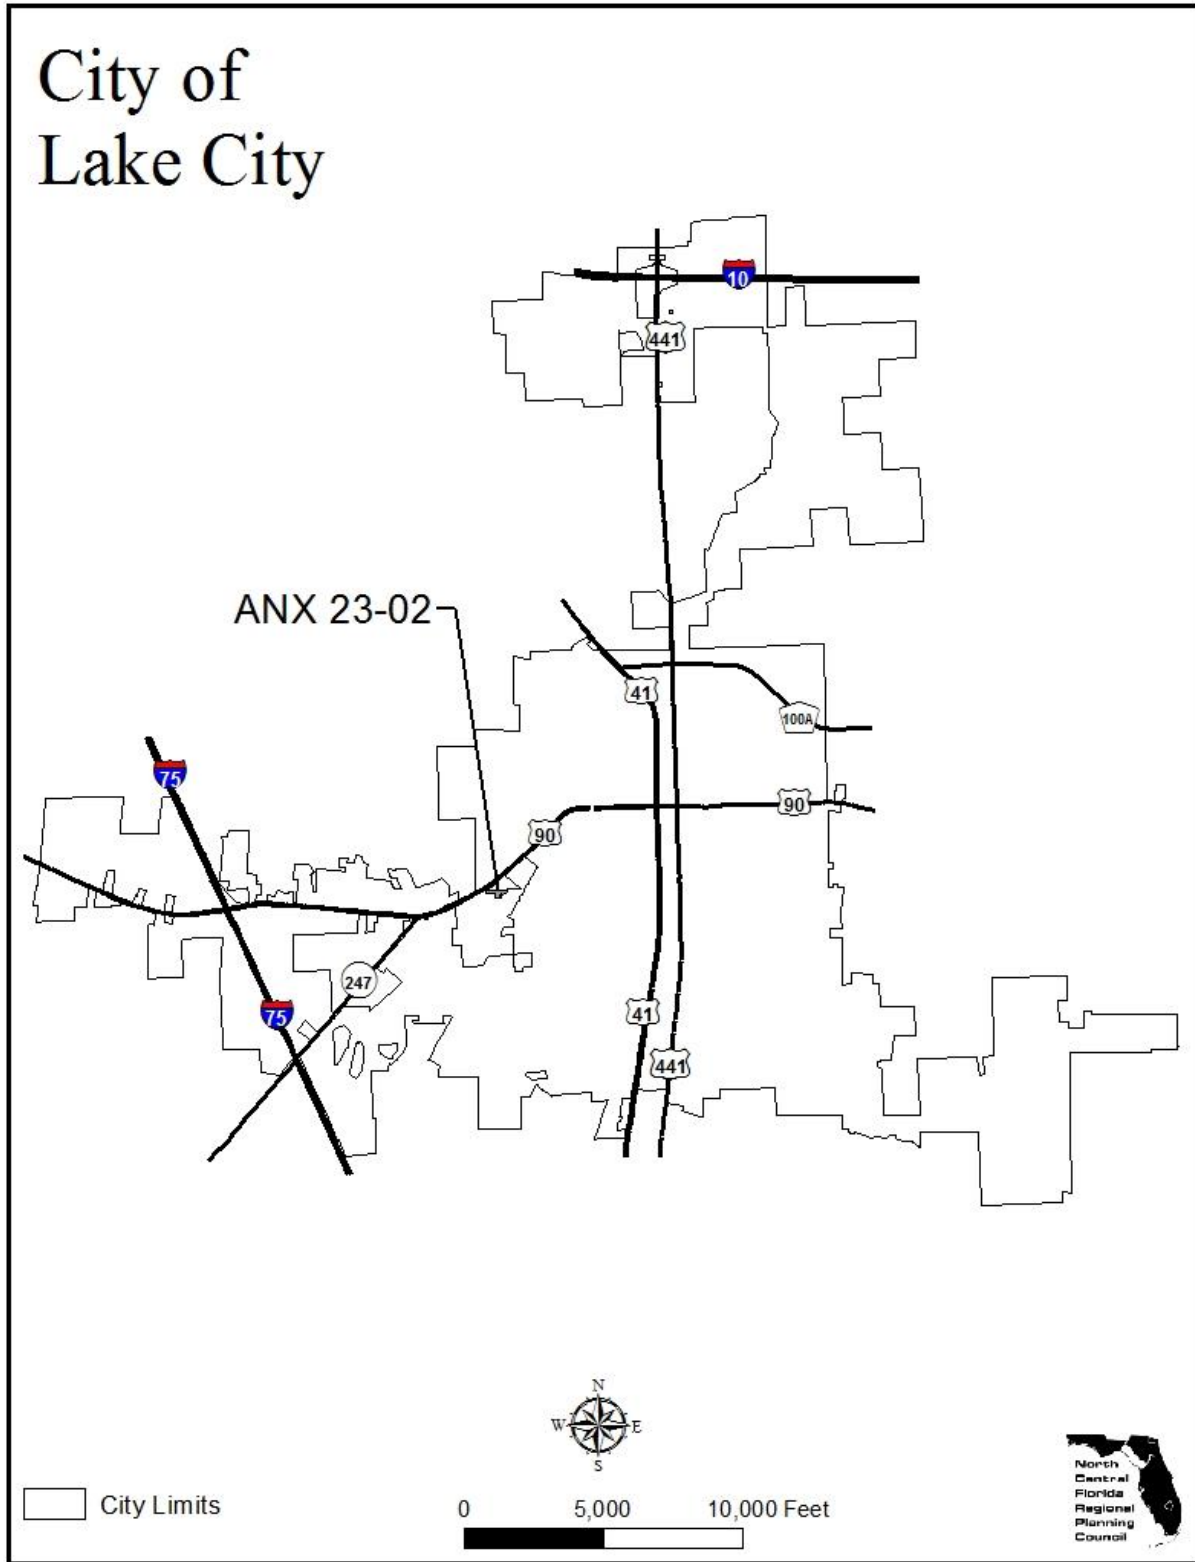 City of
Lake City
10
441
ANX 23-02
41
100A
75
90
90
247
75
41
441
N
W E
S
City Limits
0 5,000 10,000 Feet
North
Central
Florida
Regional
Planning
Council